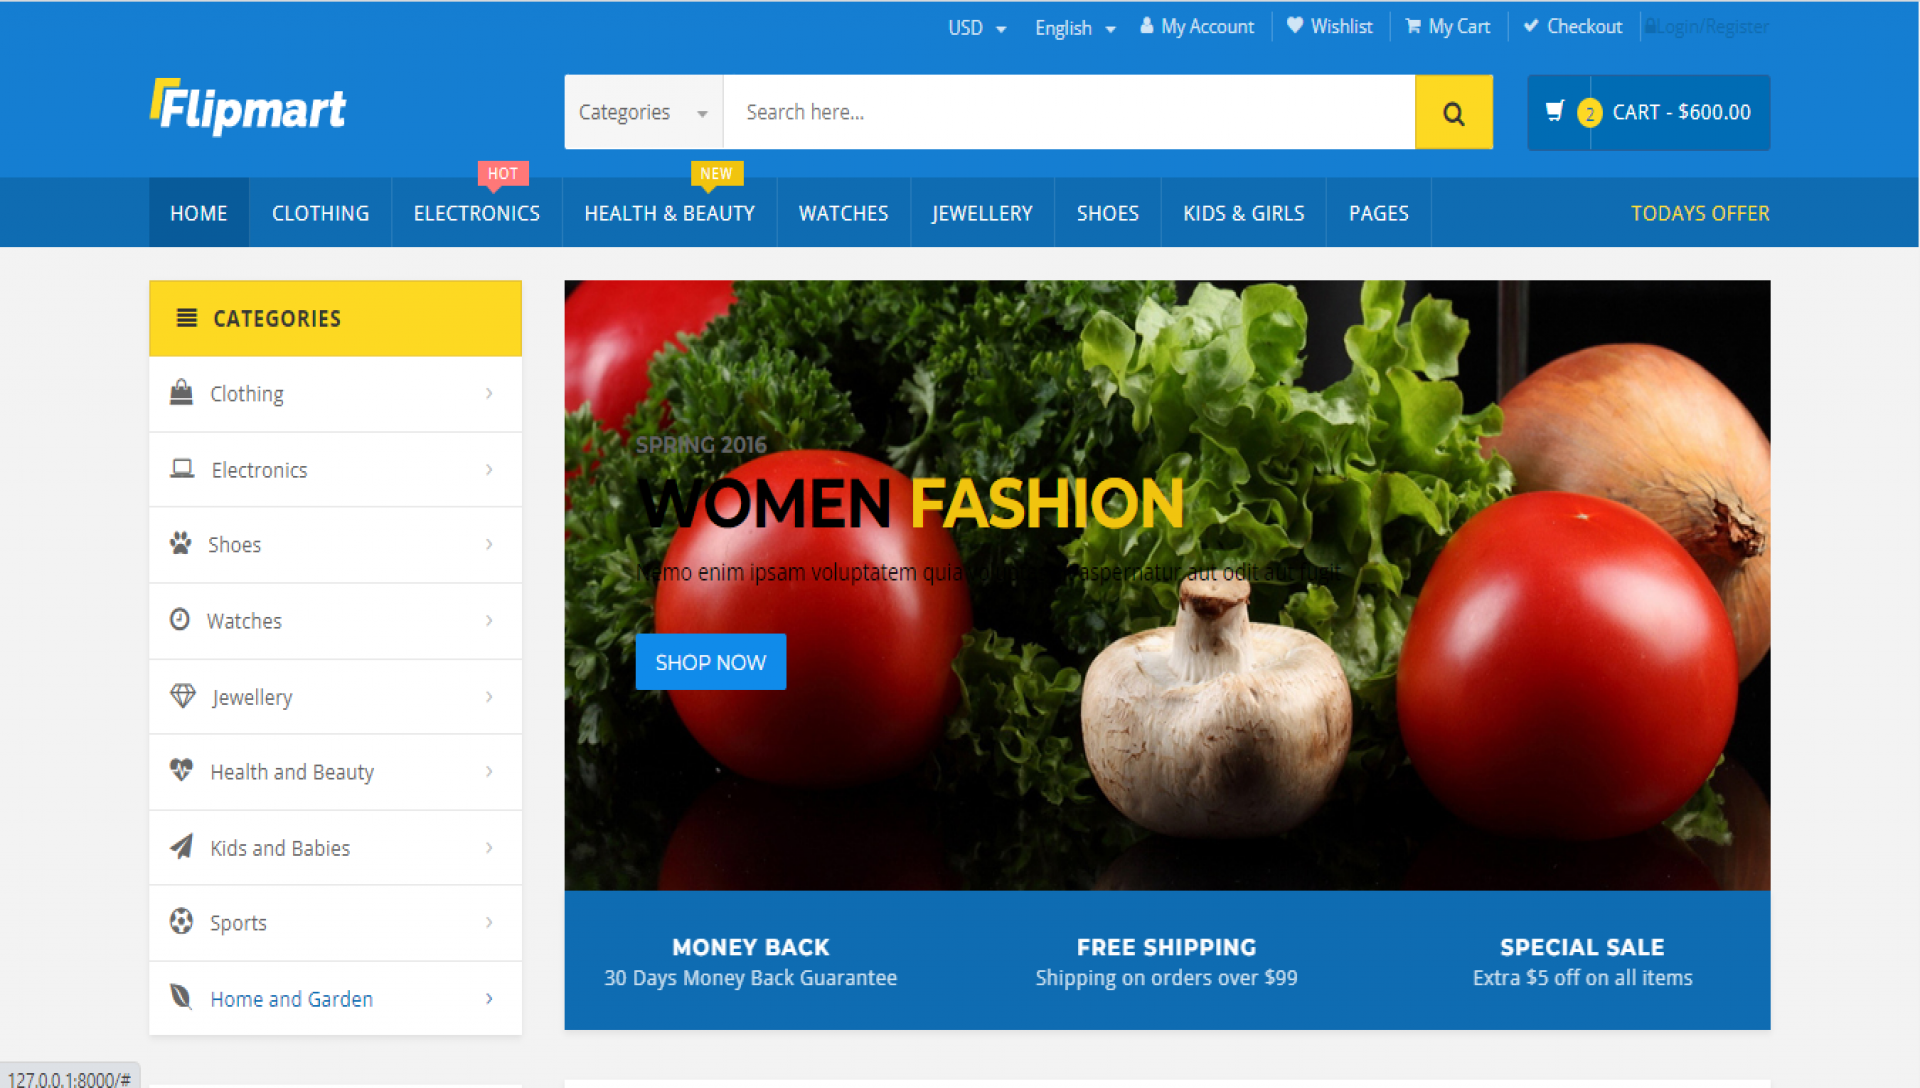 USD English My Account Wishlist My Cart Checkout Login/Register
Flipmart
Categories Search here...
2 CART - $600.00
HOT NEW
HOME CLOTHING ELECTRONICS HEALTH & BEAUTY WATCHES JEWELLERY SHOES KIDS & GIRLS PAGES TODAYS OFFER
CATEGORIES
Clothing
Electronics
Shoes
Watches
Jewellery
Health and Beauty
Kids and Babies
Sports
Home and Garden
SPRING 2016
WOMEN FASHION
Nemo enim ipsam voluptatem quia aspernatur aut odit aut fugit
SHOP NOW
MONEY BACK
30 Days Money Back Guarantee
FREE SHIPPING
Shipping on orders over $99
SPECIAL SALE
Extra $5 off on all items
127.0.0.1:8000/#